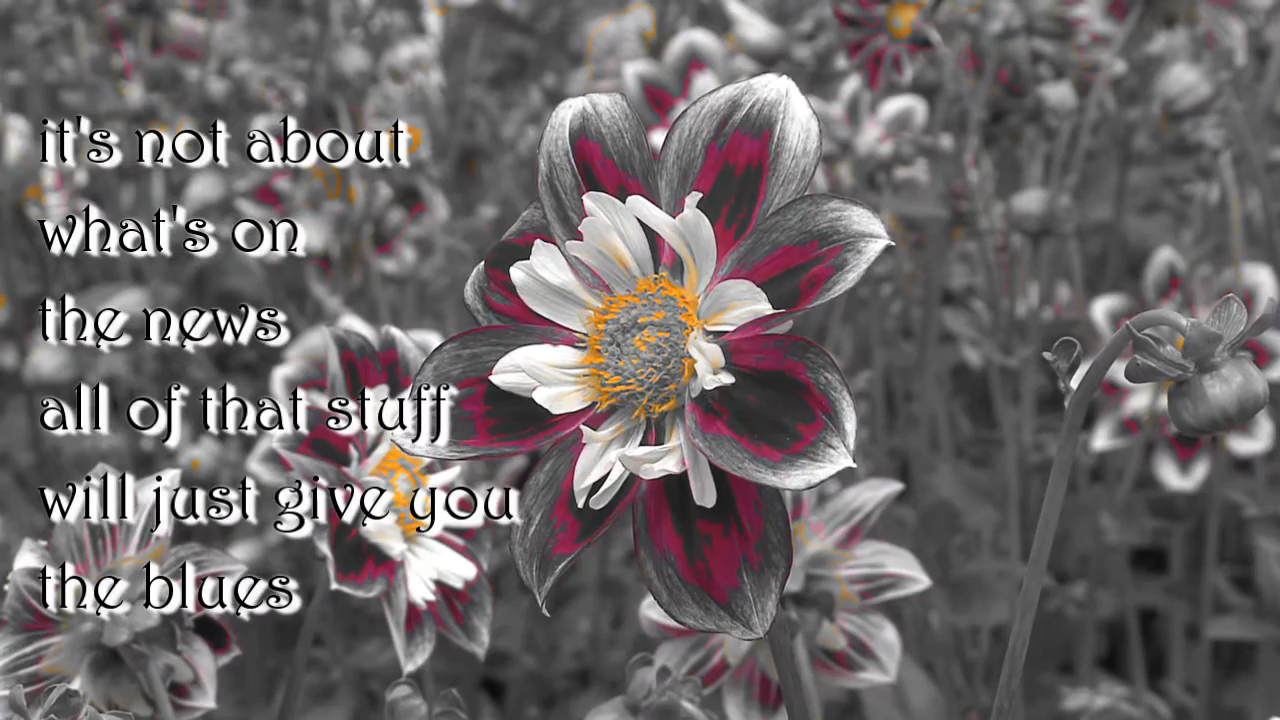 it's not about
what's on
the news
all of that stuff
will just give you
the blues